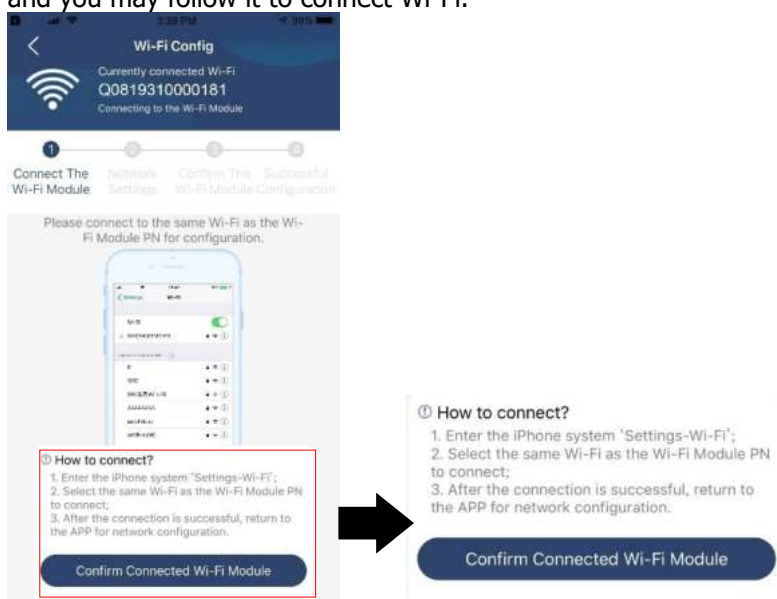 and you may follow it to connect Wi-Fi.
3:39 PM
Wi-Fi Config
Currently connected Wi-Fi
Q0819310000181
Connecting to the Wi-Fi Module
1 2 3 4
Connect The Network Confirm The Successful
Wi-Fi Module Settings Wi-Fi Module Configuration
Please connect to the same Wi-Fi as the Wi-
Fi Module PN for configuration.
Wi-Fi
How to connect?
1. Enter the iPhone system "Settings-Wi-Fi";
2. Select the same Wi-Fi as the Wi-Fi Module PN
to connect;
3. After the connection is successful, return to
the APP for network configuration.
Confirm Connected Wi-Fi Module
How to connect?
1. Enter the iPhone system "Settings-Wi-Fi";
2. Select the same Wi-Fi as the Wi-Fi Module PN
to connect;
3. After the connection is successful, return to
the APP for network configuration.
Confirm Connected Wi-Fi Module